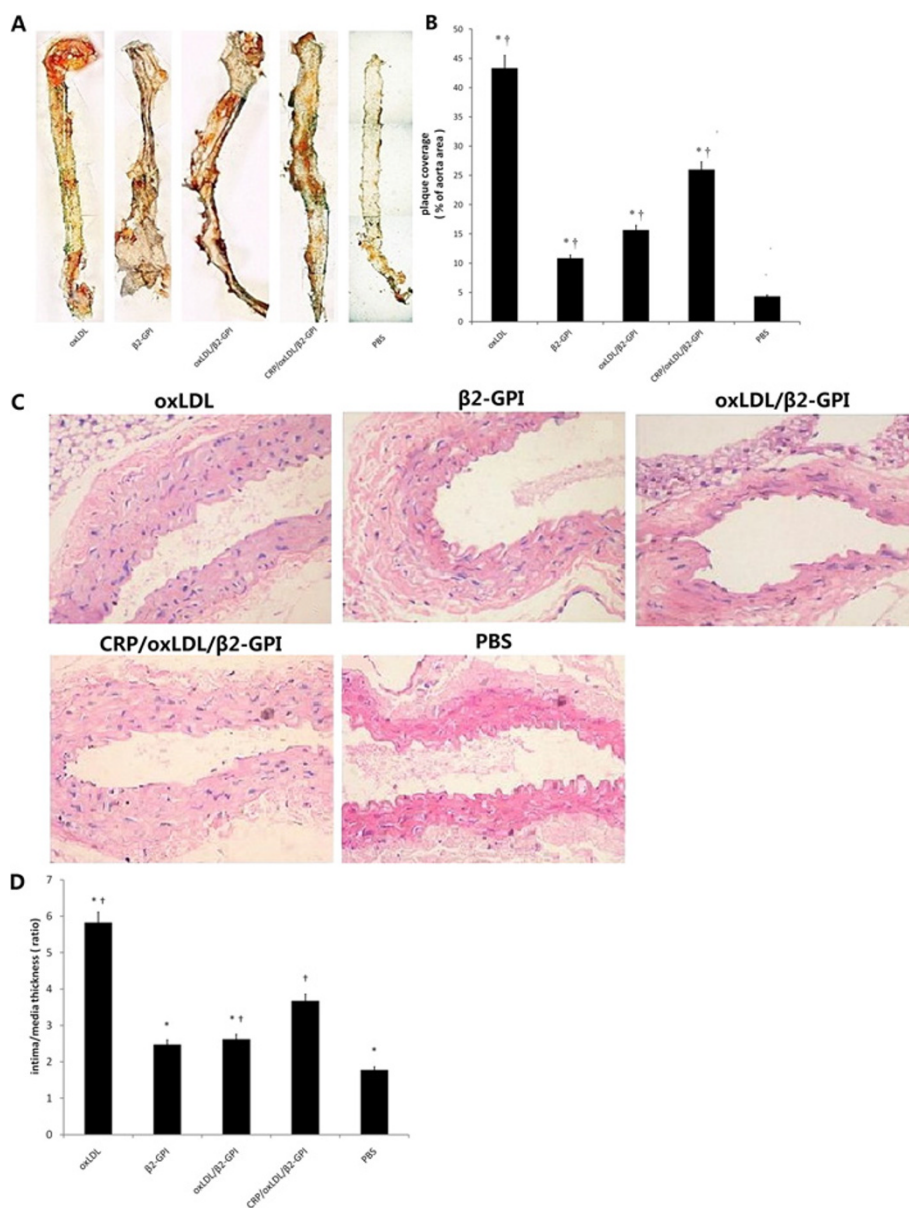 A
oxLDL
β2-GPI
oxLDL/β2-GPI
CRP/oxLDL/β2-GPI
PBS
B
plaque coverage
( % of aorta area )
50
45
40
35
30
25
20
15
10
5
0
* †
* †
* †
* †
oxLDL
β2-GPI
oxLDL/β2-GPI
CRP/oxLDL/β2-GPI
PBS
C
oxLDL
β2-GPI
oxLDL/β2-GPI
CRP/oxLDL/β2-GPI
PBS
D
intima/media thickness ( ratio)
7
6
5
4
3
2
1
0
* †
*
* †
†
*
oxLDL
β2-GPI
oxLDL/β2-GPI
CRP/oxLDL/β2-GPI
PBS